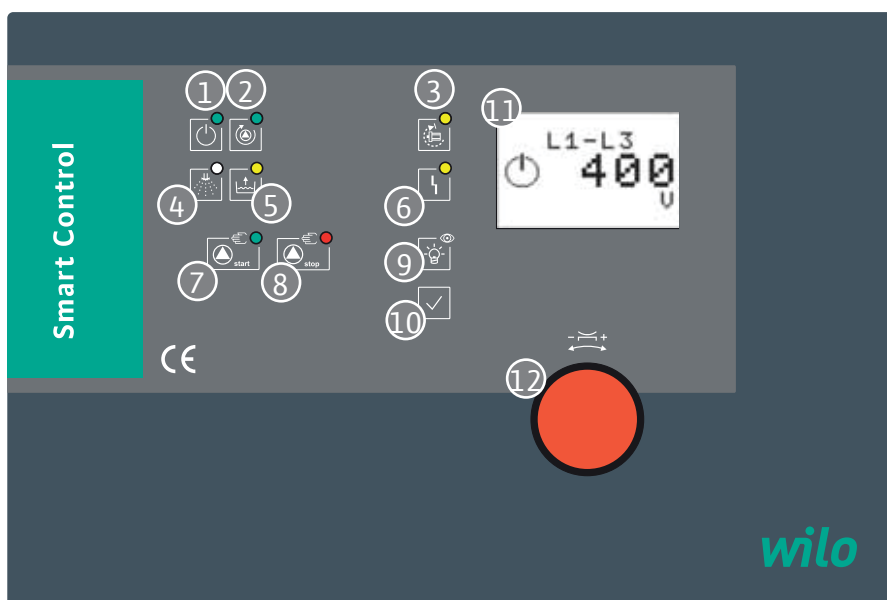 1 2 3 11
L1-L3
400
V
4 5 6
start stop
7 8 9
10
12
- +
CE
Smart Control
wilo